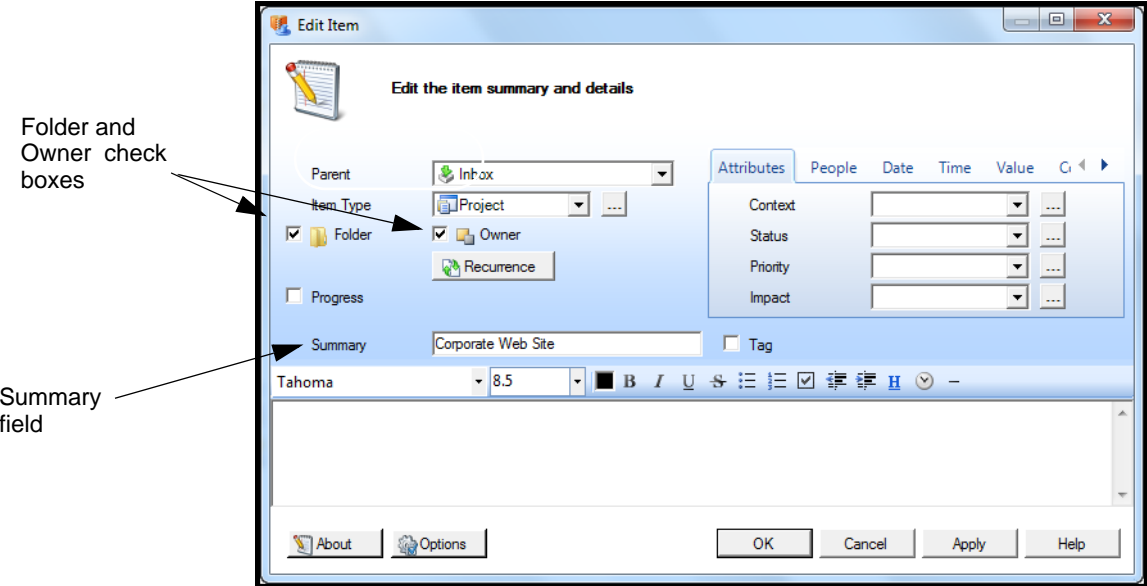 Edit Item
Edit the item summary and details
Folder and
Owner check
boxes
Parent
Inbox
Attributes People Date Time Value
Item Type
Project
...
Context
...
Folder
Owner
Status
...
Recurrence
Priority
...
Progress
Impact
...
Summary
Corporate Web Site
Tag
Tahoma
8.5
B I U S H
Summary
field
About
Options
OK
Cancel
Apply
Help